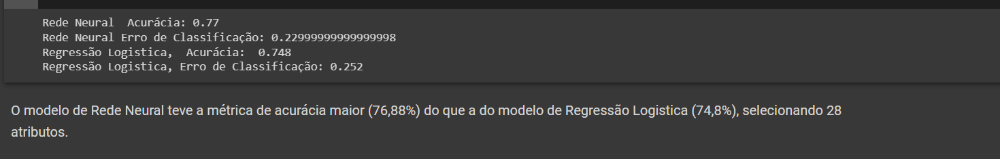 Rede Neural  Acurácia: 0.77
Rede Neural Erro de Classificação: 0.22999999999999998
Regressão Logistica,  Acurácia:  0.748
Regressão Logistica, Erro de Classificação: 0.252
O modelo de Rede Neural teve a métrica de acurácia maior (76,88%) do que a do modelo de Regressão Logistica (74,8%), selecionando 28
atributos.